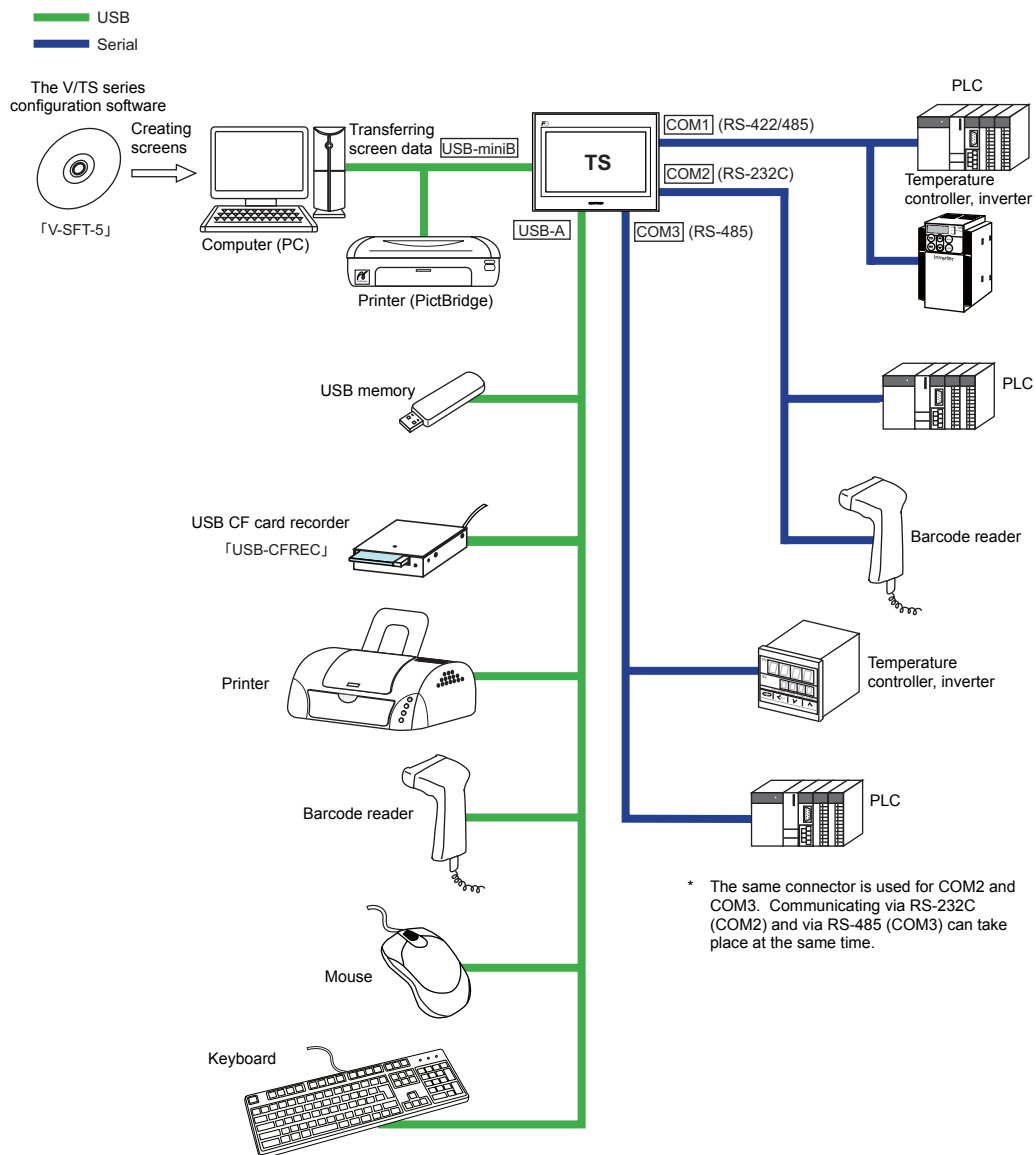 USB
Serial
The V/TS series
configuration software
Creating
screens
「V-SFT-5」
Computer (PC)
Transferring
screen data
USB-miniB
Printer (PictBridge)
TS
USB-A
COM1 (RS-422/485)
COM2 (RS-232C)
COM3 (RS-485)
PLC
Temperature
controller, inverter
Inverter
PLC
Barcode reader
Temperature
controller, inverter
PLC
USB memory
USB CF card recorder
「USB-CFREC」
Printer
Barcode reader
Mouse
Keyboard
* The same connector is used for COM2 and
COM3. Communicating via RS-232C
(COM2) and via RS-485 (COM3) can take
place at the same time.